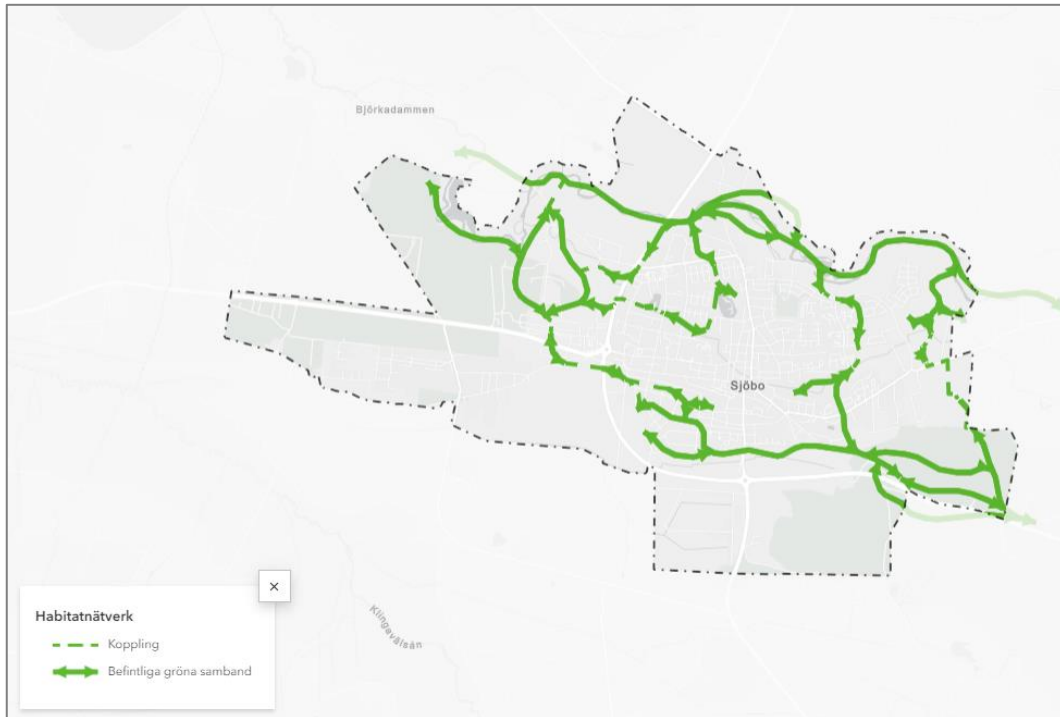 Björkadammen
Sjöbo
Klingavälsån
×
Habitatnätverk
Koppling
Befintliga gröna samband